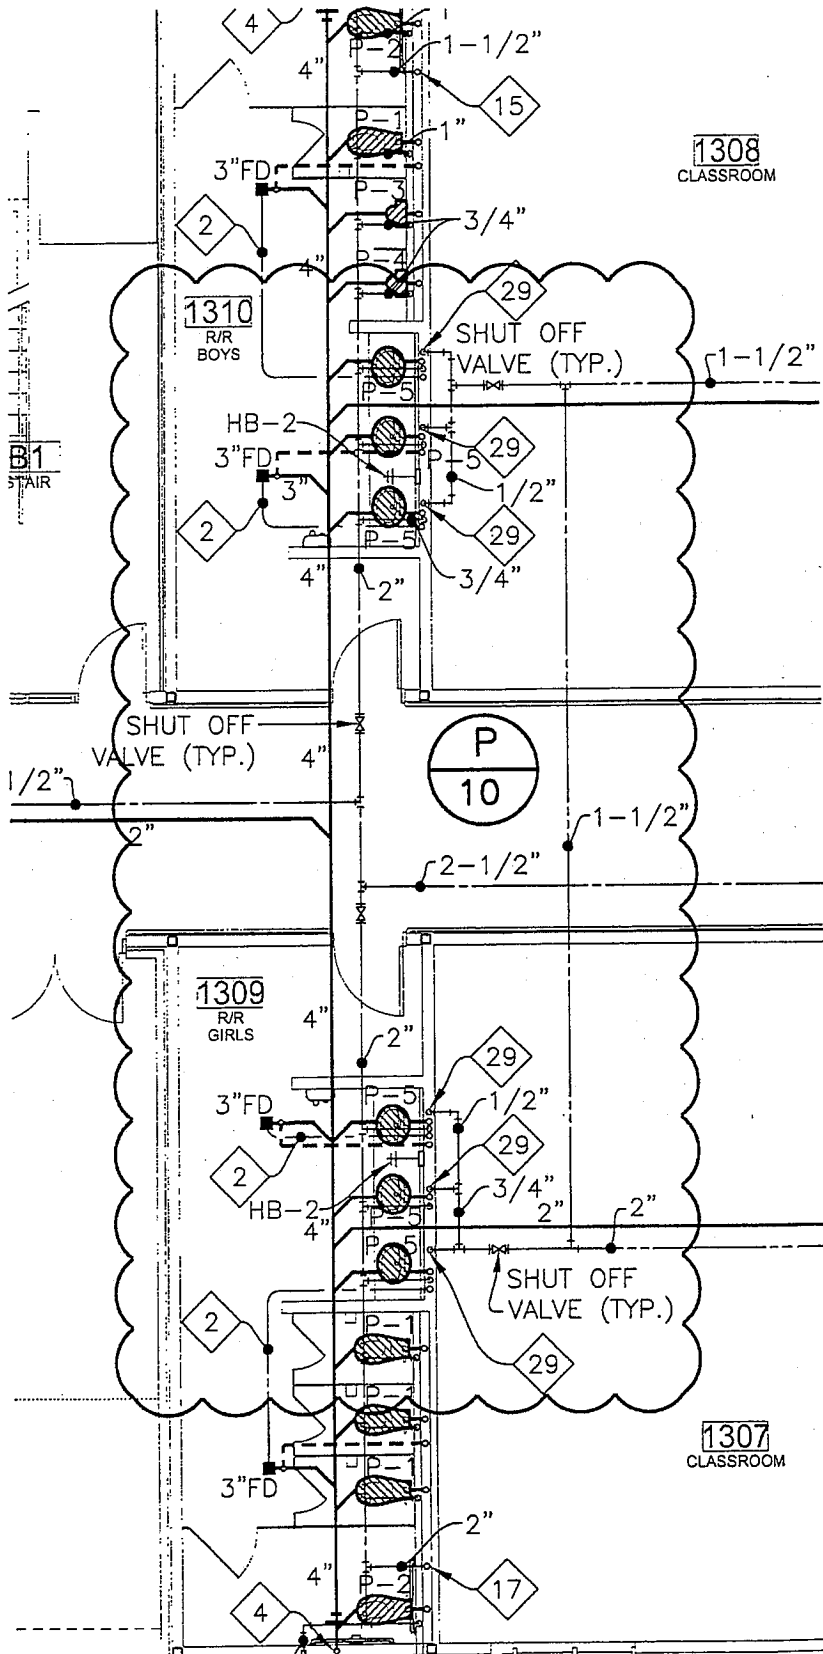 4
1-1/2"
P-2
4"
15
P-1
1"
1308
CLASSROOM
3"FD
P-3
2
3/4"
P-4
4"
29
1310
R/R
BOYS
SHUT OFF
VALVE (TYP.)
1-1/2"
P-5
HB-2
29
B1
STAIR
3"FD
P-5
3"
1/2"
2
29
P-5
4"
3/4"
2"
SHUT OFF
VALVE (TYP.)
P
10
4"
1/2"
1-1/2"
2"
2-1/2"
1309
R/R
GIRLS
4"
2"
29
P-5
3"FD
1/2"
29
2
HB-2
3/4"
4"
P-5
2"
2"
P-5
SHUT OFF
VALVE (TYP.)
2
P-1
29
P-1
1307
CLASSROOM
P-1
3"FD
2"
4"
P-2
17
4